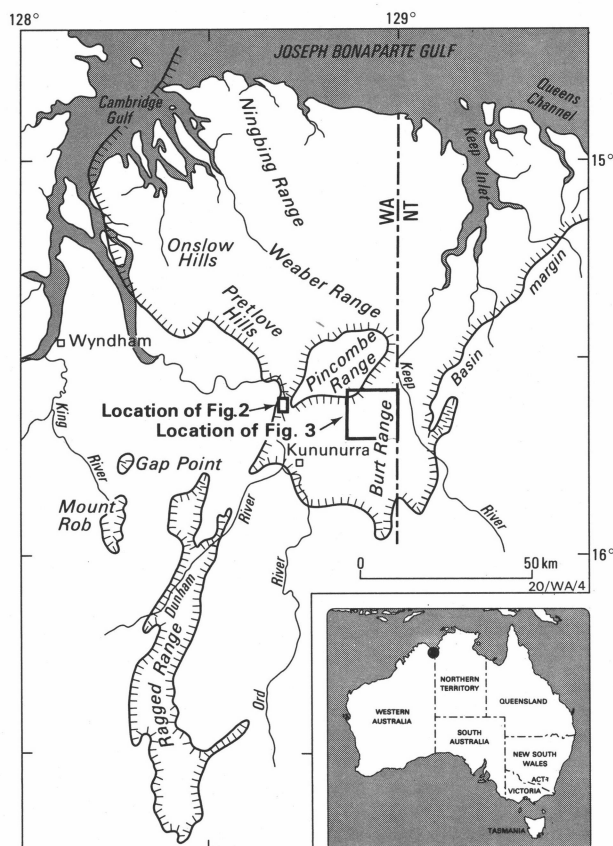 128°
129°
JOSEPH BONAPARTE GULF
Cambridge
Gulf
Queens
Channel
Ningbing Range
Keep Inlet
15°
WA
NT
Onslow
Hills
Weaber Range
margin
Pretlove
Hills
Wyndham
Pincombe
Range
Keep
Basin
Location of Fig.2
Location of Fig. 3
King
River
Kununurra
Burt Range
Gap Point
River
River
Mount
Rob
16°
0 50 km
20/WA/4
Dunham
River
Ragged Range
Ord
NORTHERN
TERRITORY
WESTERN
AUSTRALIA
QUEENSLAND
SOUTH
AUSTRALIA
NEW SOUTH
WALES
ACT
VICTORIA
TASMANIA